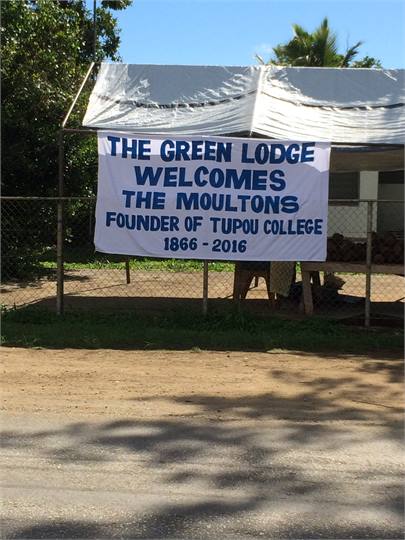 THE GREEN LODGE
WELCOMES
THE MOULTONS
FOUNDER OF TUPOU COLLEGE
1866 - 2016